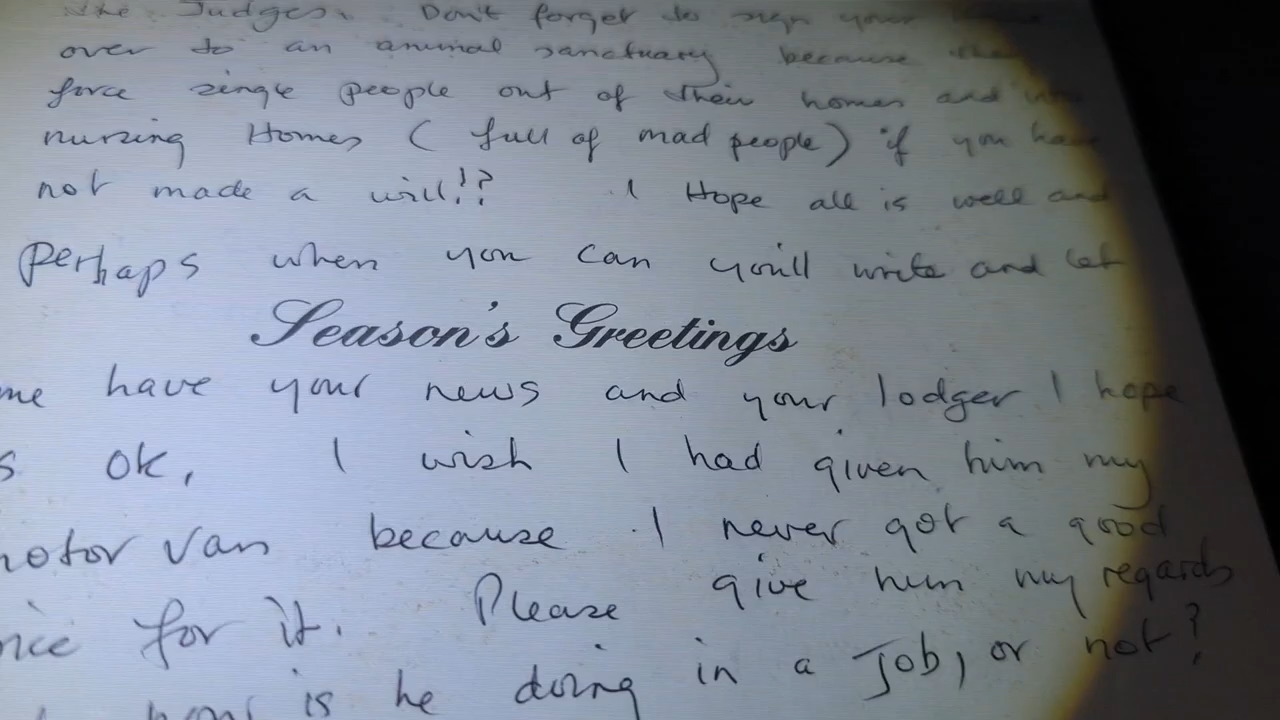 the Judges. Don't forget to sign your
over to an animal sanctuary because
force single people out of their homes and
nursing Homes ( full of mad people) if you
not made a will!? I Hope all is well and
Perhaps when you can you'll write and let
Season's Greetings
me have your news and your lodger I hope
s ok, I wish I had given him my
motor van because I never got a good
for it. Please give him my regards
how is he doing in a Job, or not?